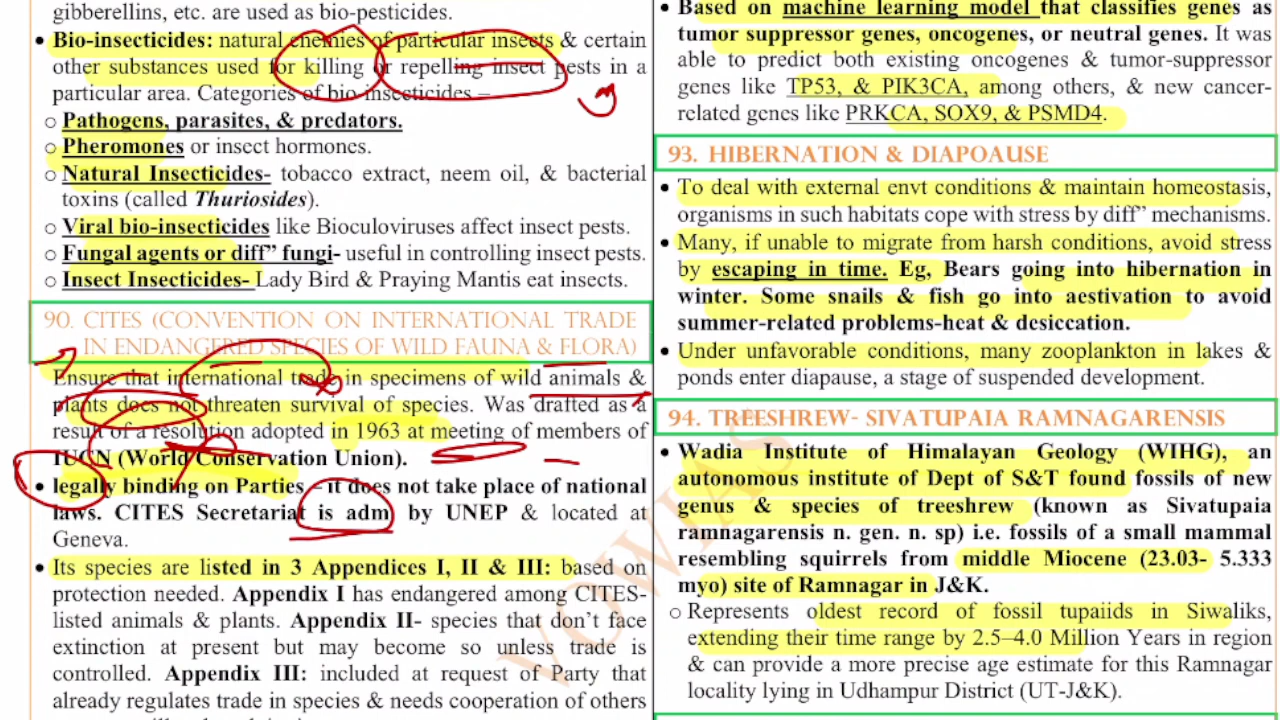 gibberellins, etc. are used as bio-pesticides.
• Bio-insecticides: natural enemies of particular insects & certain
other substances used for killing or repelling insect pests in a
particular area. Categories of bio-insecticides –
o Pathogens, parasites, & predators.
o Pheromones or insect hormones.
o Natural Insecticides- tobacco extract, neem oil, & bacterial
toxins (called Thuriosides).
o Viral bio-insecticides like Bioculoviruses affect insect pests.
o Fungal agents or diff” fungi- useful in controlling insect pests.
o Insect Insecticides- Lady Bird & Praying Mantis eat insects.
90. CITES (CONVENTION ON INTERNATIONAL TRADE
IN ENDANGERED SPECIES OF WILD FAUNA & FLORA)
Ensure that international trade in specimens of wild animals &
plants does not threaten survival of species. Was drafted as a
result of a resolution adopted in 1963 at meeting of members of
IUCN (World Conservation Union).
• legally binding on Parties – it does not take place of national
laws. CITES Secretariat is adm by UNEP & located at
Geneva.
• Its species are listed in 3 Appendices I, II & III: based on
protection needed. Appendix I has endangered among CITES-
listed animals & plants. Appendix II- species that don’t face
extinction at present but may become so unless trade is
controlled. Appendix III: included at request of Party that
already regulates trade in species & needs cooperation of others
• Based on machine learning model that classifies genes as
tumor suppressor genes, oncogenes, or neutral genes. It was
able to predict both existing oncogenes & tumor-suppressor
genes like TP53, & PIK3CA, among others, & new cancer-
related genes like PRKCA, SOX9, & PSMD4.
93. HIBERNATION & DIAPOAUSE
• To deal with external envt conditions & maintain homeostasis,
organisms in such habitats cope with stress by diff” mechanisms.
• Many, if unable to migrate from harsh conditions, avoid stress
by escaping in time. Eg, Bears going into hibernation in
winter. Some snails & fish go into aestivation to avoid
summer-related problems-heat & desiccation.
• Under unfavorable conditions, many zooplankton in lakes &
ponds enter diapause, a stage of suspended development.
94. TREESHREW- SIVATUPAIA RAMNAGARENSIS
• Wadia Institute of Himalayan Geology (WIHG), an
autonomous institute of Dept of S&T found fossils of new
genus & species of treeshrew (known as Sivatupaia
ramnagarensis n. gen. n. sp) i.e. fossils of a small mammal
resembling squirrels from middle Miocene (23.03- 5.333
myo) site of Ramnagar in J&K.
o Represents oldest record of fossil tupaiids in Siwaliks,
extending their time range by 2.5–4.0 Million Years in region
& can provide a more precise age estimate for this Ramnagar
locality lying in Udhampur District (UT-J&K).
VOWIAS